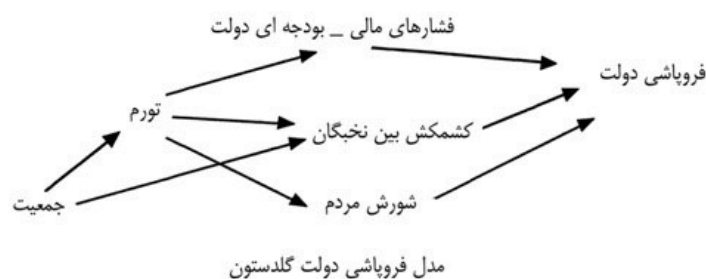 فشارهای مالی _ بودجه ای دولت
فروپاشی دولت
تورم
کشمکش بین نخبگان
جمعیت
شورش مردم
مدل فروپاشی دولت گلدستون